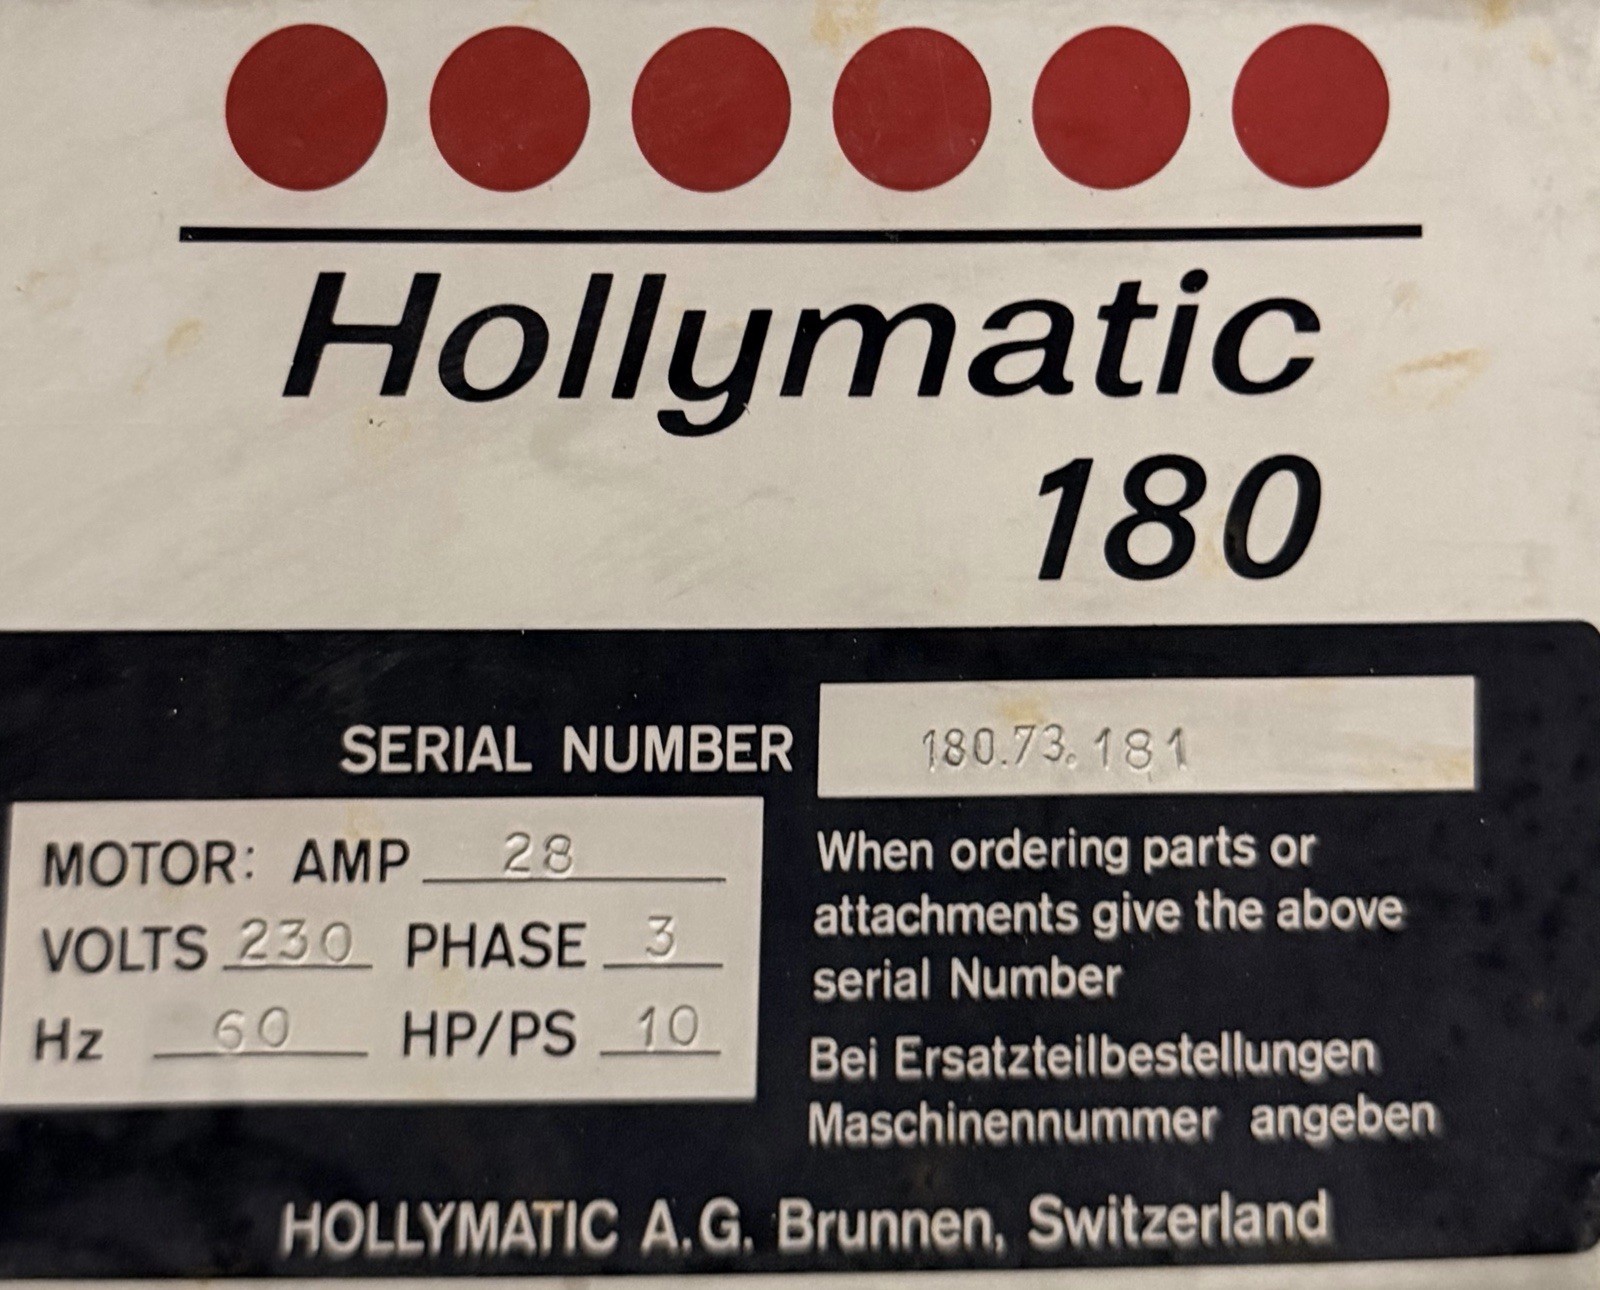 Hollymatic
180
SERIAL NUMBER 180.73.181
MOTOR: AMP 28
VOLTS 230 PHASE 3
Hz 60 HP/PS 10
When ordering parts or
attachments give the above
serial Number
Bei Ersatzteilbestellungen
Maschinennummer angeben
HOLLYMATIC A.G. Brunnen, Switzerland